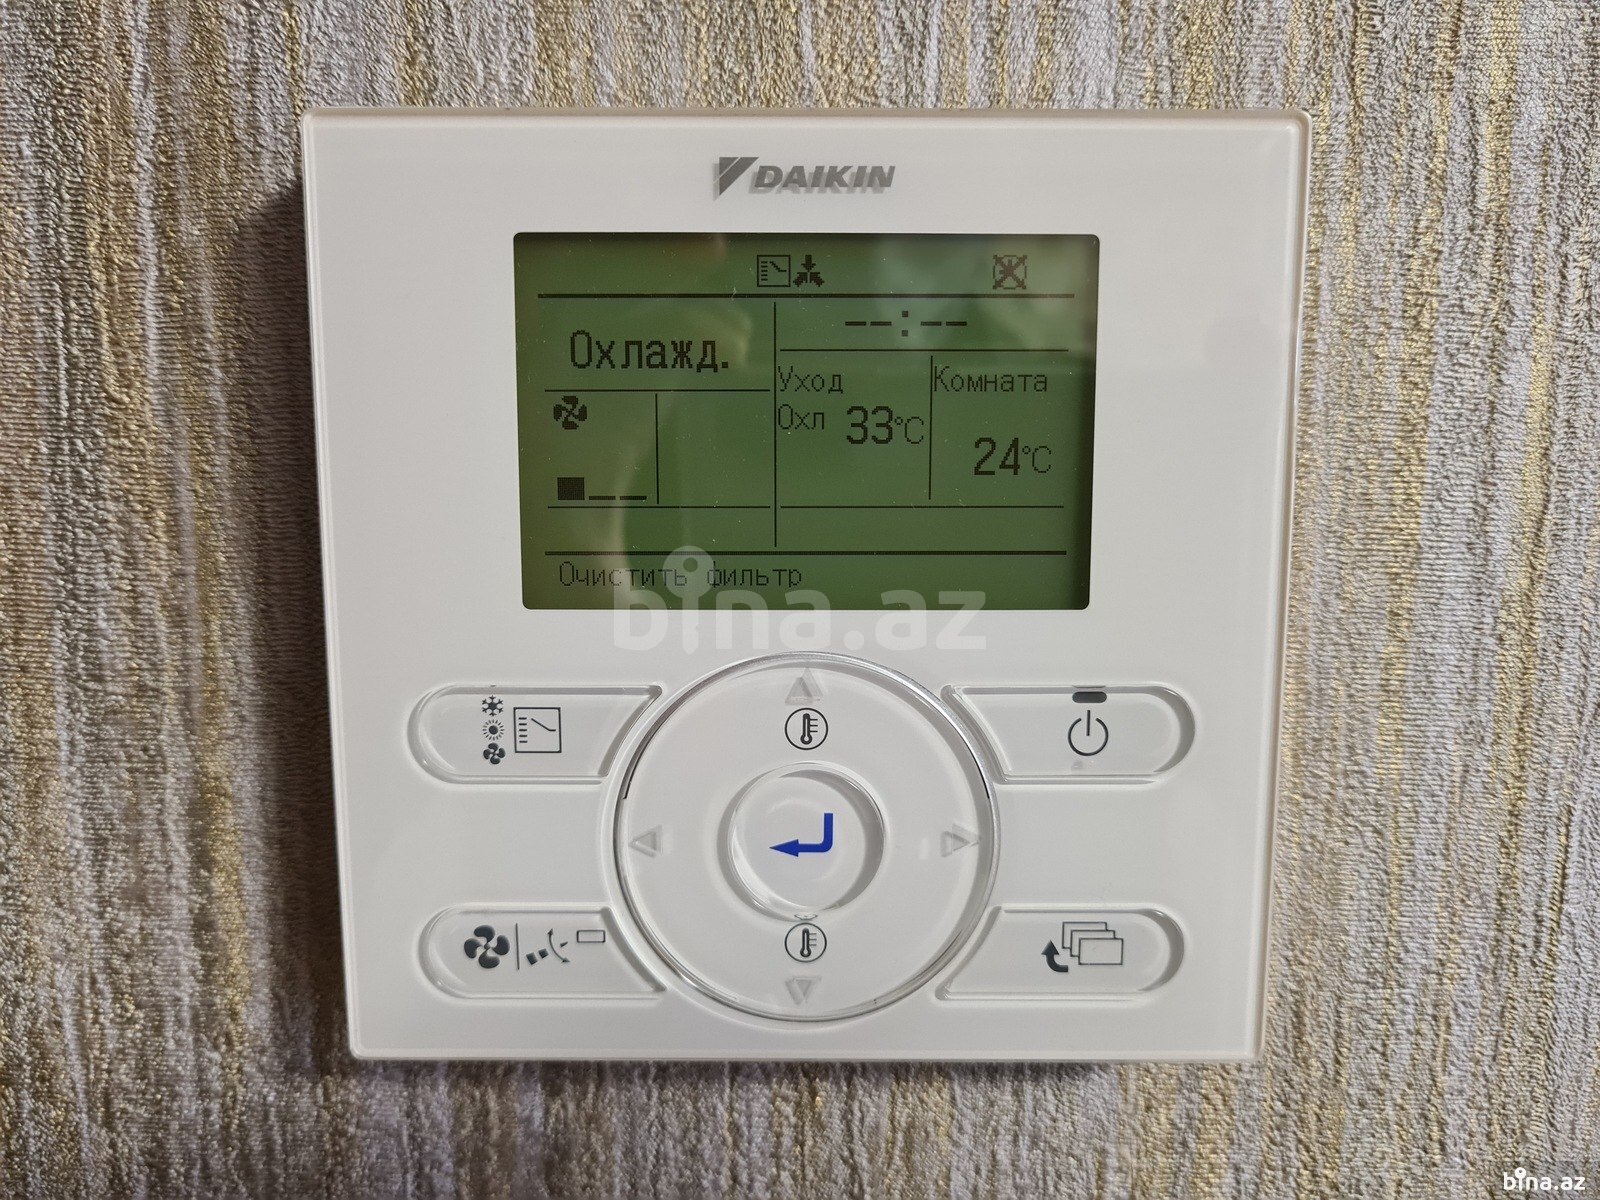 DAIKIN
Охлажд.
--:--
Уход
Охл 33°C
Комната
24°C
Очистить фильтр
bina.az
bina.az